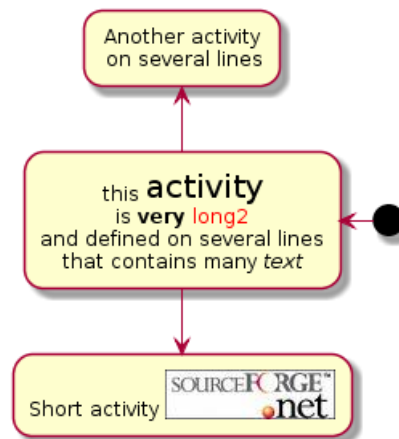 Another activity
on several lines
this activity
is very long2
and defined on several lines
that contains many text
Short activity SOURCEFORGE™
.net